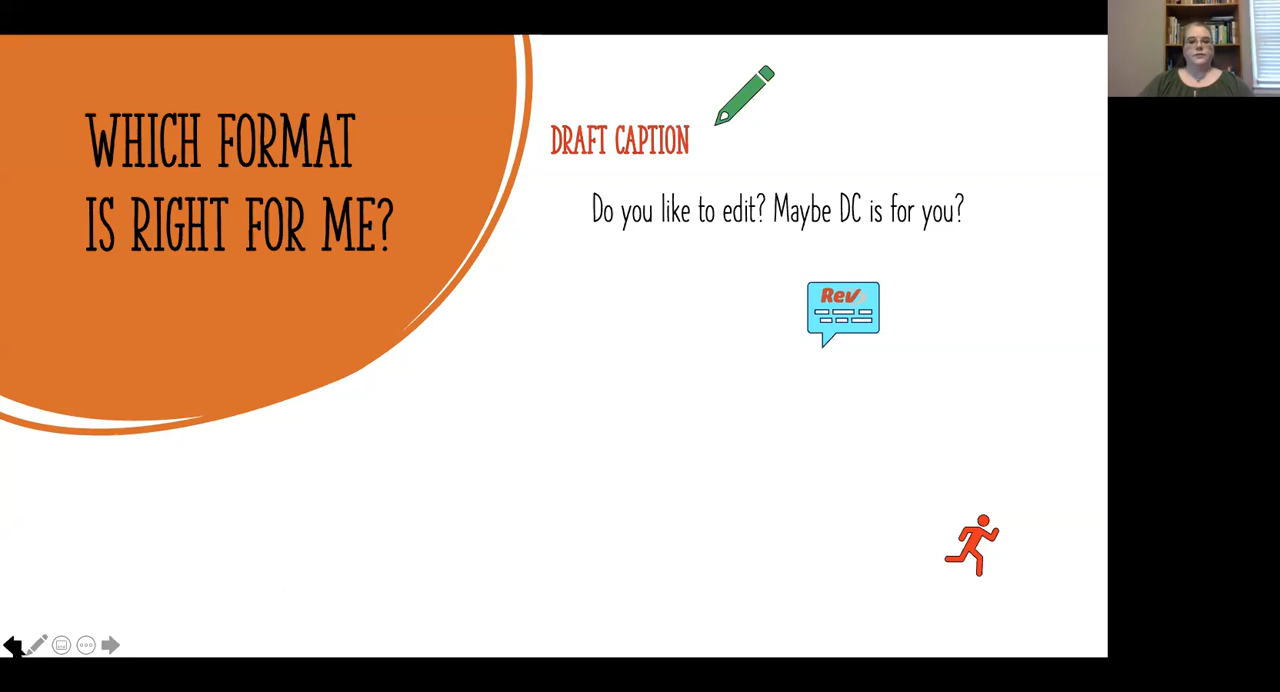 WHICH FORMAT
IS RIGHT FOR ME?
DRAFT CAPTION
Do you like to edit? Maybe DC is for you?
Rev